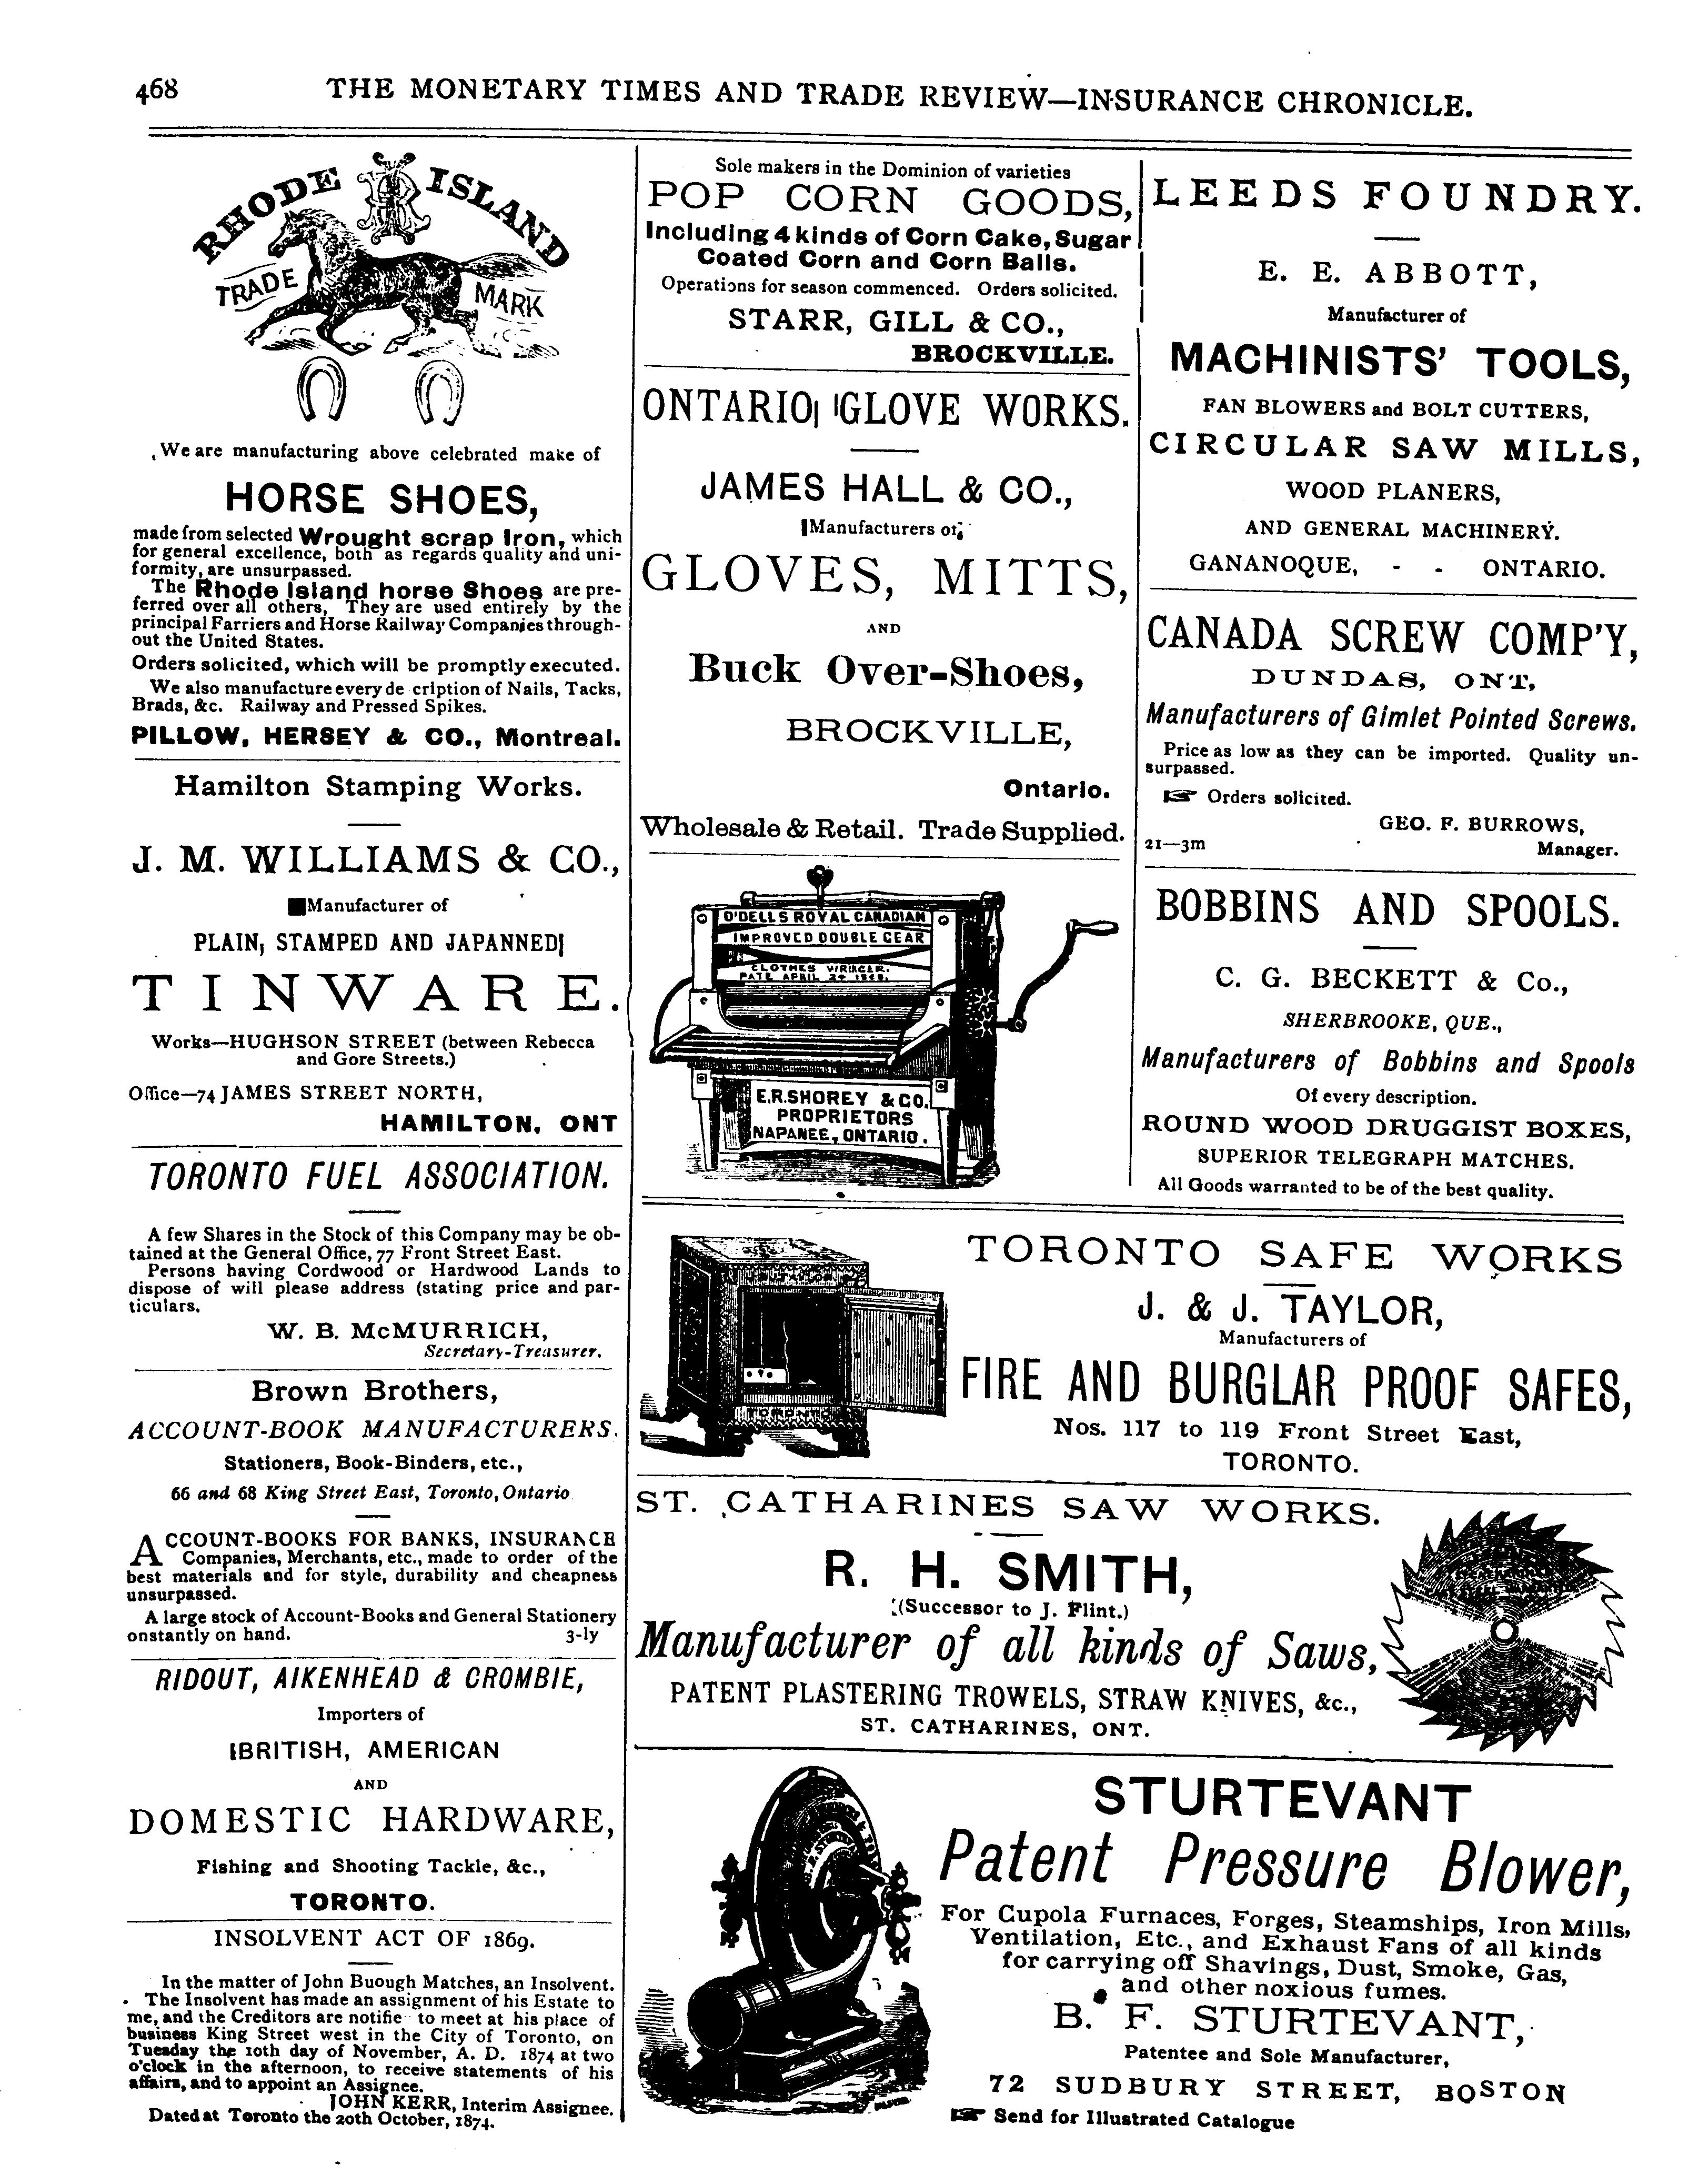 468 THE MONETARY TIMES AND TRADE REVIEW—INSURANCE CHRONICLE.
RHODE ISLAND
TRADE MARK
We are manufacturing above celebrated make of
HORSE SHOES,
made from selected Wrought scrap Iron, which
for general excellence, both as regards quality and uni-
formity, are unsurpassed.
The Rhode Island horse Shoes are pre-
ferred over all others, They are used entirely by the
principal Farriers and Horse Railway Companies through-
out the United States.
Orders solicited, which will be promptly executed.
We also manufacture every de cription of Nails, Tacks,
Brads, &c. Railway and Pressed Spikes.
PILLOW, HERSEY & CO., Montreal.
Hamilton Stamping Works.
J. M. WILLIAMS & CO.,
Manufacturer of
PLAIN, STAMPED AND JAPANNED
TINWARE.
Works—HUGHSON STREET (between Rebecca
and Gore Streets.)
Office—74 JAMES STREET NORTH,
HAMILTON, ONT
TORONTO FUEL ASSOCIATION.
A few Shares in the Stock of this Company may be ob-
tained at the General Office, 77 Front Street East.
Persons having Cordwood or Hardwood Lands to
dispose of will please address (stating price and par-
ticulars.
W. B. McMURRICH,
Secretary-Treasurer.
Brown Brothers,
ACCOUNT-BOOK MANUFACTURERS.
Stationers, Book-Binders, etc.,
66 and 68 King Street East, Toronto, Ontario
ACCOUNT-BOOKS FOR BANKS, INSURANCE
Companies, Merchants, etc., made to order of the
best materials and for style, durability and cheapness
unsurpassed.
A large stock of Account-Books and General Stationery
onstantly on hand. 3-ly
RIDOUT, AIKENHEAD & CROMBIE,
Importers of
BRITISH, AMERICAN
AND
DOMESTIC HARDWARE,
Fishing and Shooting Tackle, &c.,
TORONTO.
INSOLVENT ACT OF 1869.
In the matter of John Buough Matches, an Insolvent.
The Insolvent has made an assignment of his Estate to
me, and the Creditors are notifie to meet at his place of
business King Street west in the City of Toronto, on
Tuesday the 10th day of November, A. D. 1874 at two
o'clock in the afternoon, to receive statements of his
affairs, and to appoint an Assignee.
JOHN KERR, Interim Assignee.
Dated at Toronto the 20th October, 1874.
Sole makers in the Dominion of varieties
POP CORN GOODS,
Including 4 kinds of Corn Cake, Sugar
Coated Corn and Corn Balls.
Operations for season commenced. Orders solicited.
STARR, GILL & CO.,
BROCKVILLE.
ONTARIO GLOVE WORKS.
JAMES HALL & CO.,
Manufacturers of
GLOVES, MITTS,
AND
Buck Over-Shoes,
BROCKVILLE,
Ontario.
Wholesale & Retail. Trade Supplied.
O'DELLS ROYAL CANADIAN
IMPROVED DOUBLE GEAR
CLOTHES WRINGER.
PATE APRIL 24 1869.
E.R.SHOREY & CO.
PROPRIETORS
NAPANEE, ONTARIO.
LEEDS FOUNDRY.
E. E. ABBOTT,
Manufacturer of
MACHINISTS' TOOLS,
FAN BLOWERS and BOLT CUTTERS,
CIRCULAR SAW MILLS,
WOOD PLANERS,
AND GENERAL MACHINERY.
GANANOQUE, - - ONTARIO.
CANADA SCREW COMP'Y,
DUNDAS, ONT,
Manufacturers of Gimlet Pointed Screws.
Price as low as they can be imported. Quality un-
surpassed.
☞ Orders solicited.
GEO. F. BURROWS,
21—3m Manager.
BOBBINS AND SPOOLS.
C. G. BECKETT & Co.,
SHERBROOKE, QUE.,
Manufacturers of Bobbins and Spools
Of every description.
ROUND WOOD DRUGGIST BOXES,
SUPERIOR TELEGRAPH MATCHES.
All Goods warranted to be of the best quality.
TORONTO SAFE WORKS
J. & J. TAYLOR,
Manufacturers of
FIRE AND BURGLAR PROOF SAFES,
Nos. 117 to 119 Front Street East,
TORONTO.
TORONTO
ST. CATHARINES SAW WORKS.
R. H. SMITH,
(Successor to J. Flint.)
Manufacturer of all kinds of Saws,
PATENT PLASTERING TROWELS, STRAW KNIVES, &c.,
ST. CATHARINES, ONT.
STURTEVANT
Patent Pressure Blower,
For Cupola Furnaces, Forges, Steamships, Iron Mills,
Ventilation, Etc., and Exhaust Fans of all kinds
for carrying off Shavings, Dust, Smoke, Gas,
and other noxious fumes.
B. F. STURTEVANT,
Patentee and Sole Manufacturer,
72 SUDBURY STREET, BOSTON
☞ Send for Illustrated Catalogue